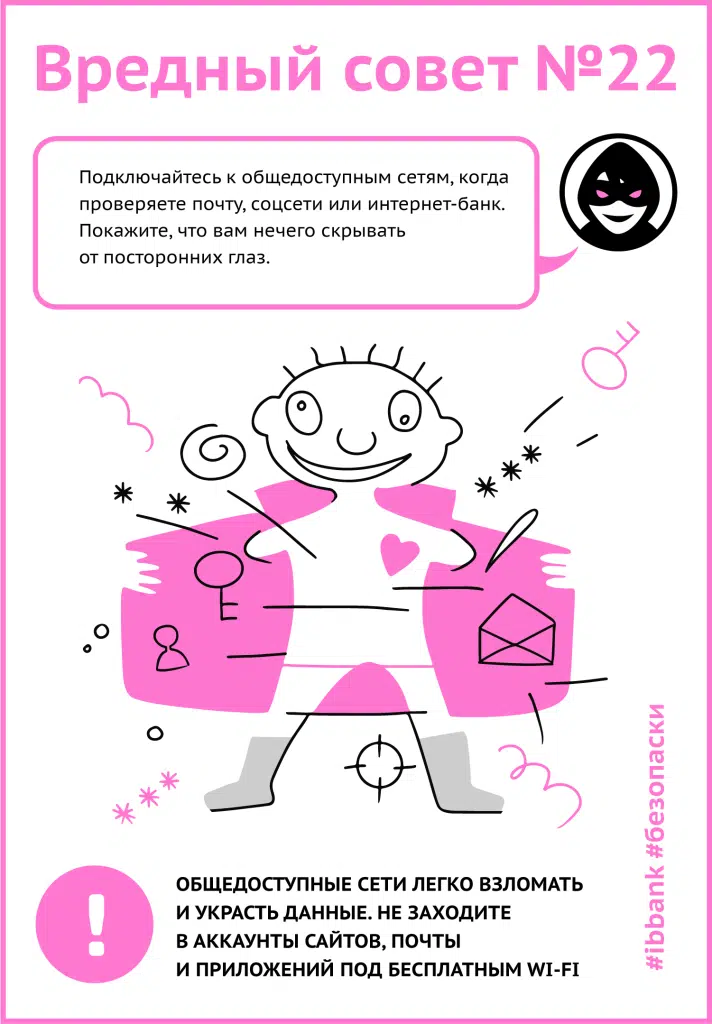 Вредный совет №22
Подключайтесь к общедоступным сетям, когда
проверяете почту, соцсети или интернет-банк.
Покажите, что вам нечего скрывать
от посторонних глаз.
#ibbank #безопаски
!
ОБЩЕДОСТУПНЫЕ СЕТИ ЛЕГКО ВЗЛОМАТЬ
И УКРАСТЬ ДАННЫЕ. НЕ ЗАХОДИТЕ
В АККАУНТЫ САЙТОВ, ПОЧТЫ
И ПРИЛОЖЕНИЙ ПОД БЕСПЛАТНЫМ WI-FI